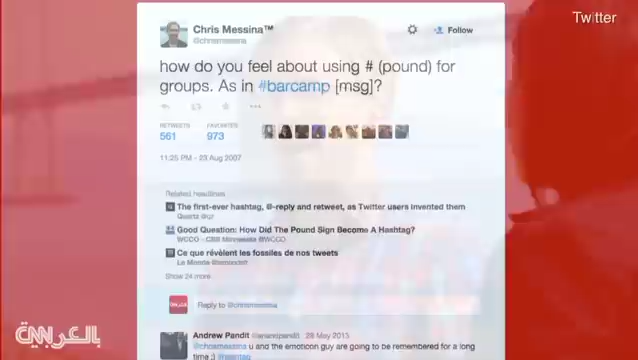 Twitter
Chris Messina™
@chrismessina
Follow
how do you feel about using # (pound) for
groups. As in #barcamp [msg]?
RETWEETS
FAVORITES
561
973
11:25 PM - 23 Aug 2007
Related headlines
The first-ever hashtag, @-reply and retweet, as Twitter users invented them
Quartz @qz
Good Question: How Did The Pound Sign Become A Hashtag?
WCCO - CBS Minnesota @WCCO
Ce que révèlent les fossiles de nos tweets
Le Monde @lemondefr
Show 24 more
Reply to @chrismessina
CNN بالعربية
Andrew Pandit
28 May 2013
@chrismessina u and the emoticon guy are going to be remembered for a long
time ;)